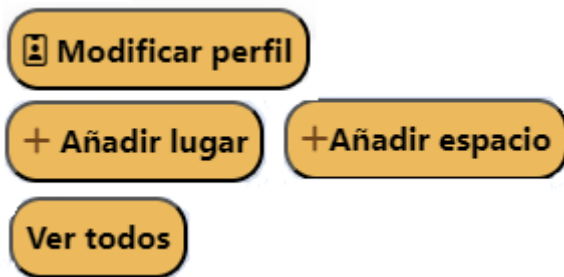 Modificar perfil
+ Añadir lugar
+Añadir espacio
Ver todos